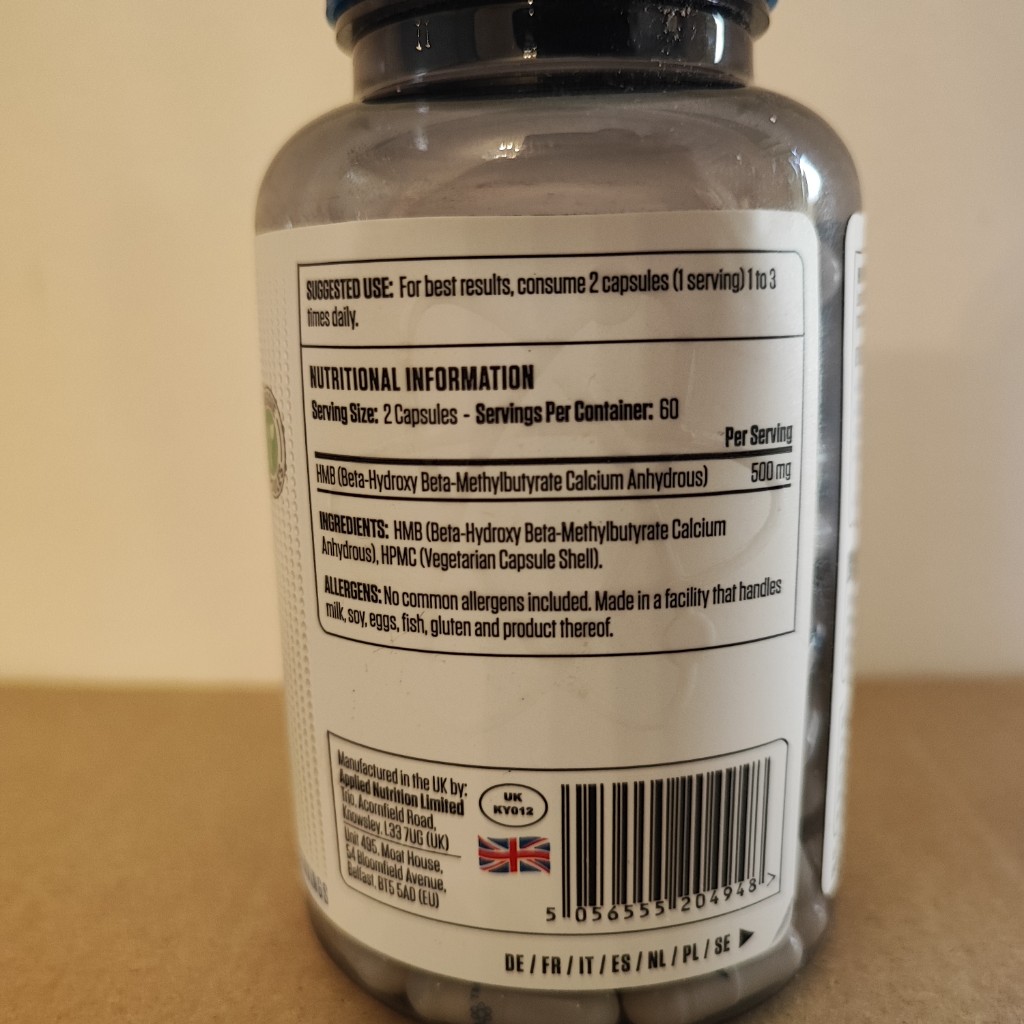 SUGGESTED USE: For best results, consume 2 capsules (1 serving) 1 to 3
times daily.
NUTRITIONAL INFORMATION
Serving Size: 2 Capsules - Servings Per Container: 60
Per Serving
HMB (Beta-Hydroxy Beta-Methylbutyrate Calcium Anhydrous) 500 mg
INGREDIENTS: HMB (Beta-Hydroxy Beta-Methylbutyrate Calcium
Anhydrous), HPMC (Vegetarian Capsule Shell).
ALLERGENS: No common allergens included. Made in a facility that handles
milk, soy, eggs, fish, gluten and product thereof.
Manufactured in the UK by:
Applied Nutrition Limited
Trio, Acornfield Road,
Knowsley, L33 7UG (UK)
Unit 495, Moat House,
54 Bloomfield Avenue,
Belfast, BT5 5AD (EU)
UK
KY012
5 056555 204948 >
DE / FR / IT / ES / NL / PL / SE ▶